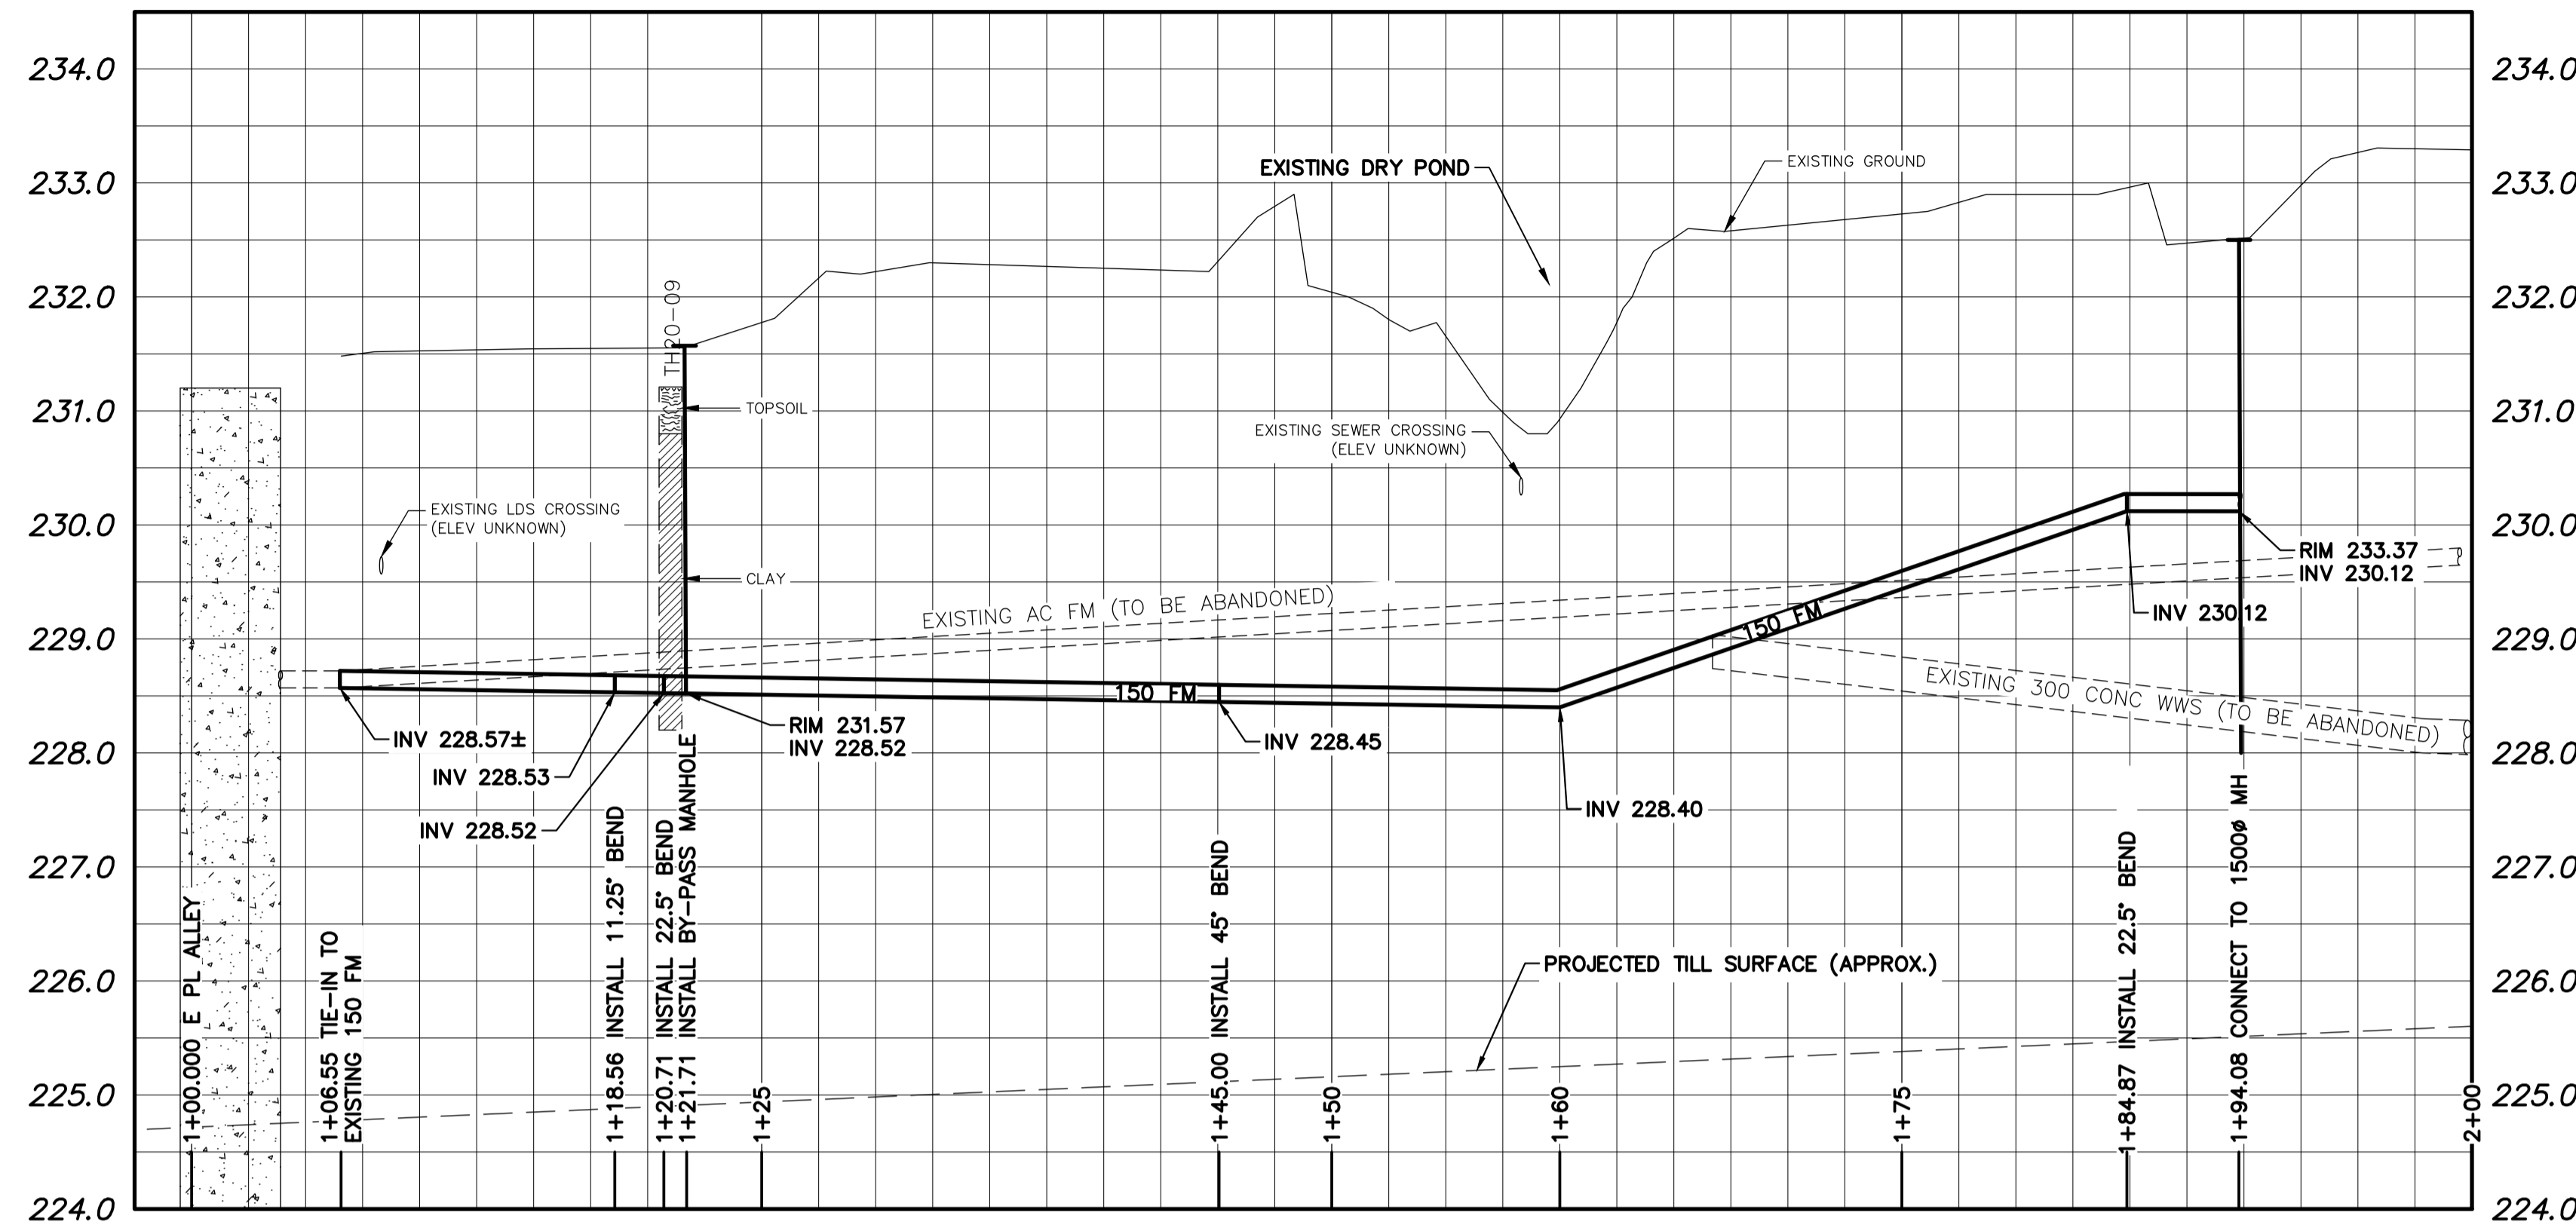 234.0
234.0
233.0
233.0
232.0
232.0
231.0
231.0
230.0
230.0
229.0
229.0
228.0
228.0
227.0
227.0
226.0
226.0
225.0
225.0
224.0
224.0
EXISTING DRY POND
EXISTING GROUND
TH20-09
TOPSOIL
EXISTING SEWER CROSSING
(ELEV UNKNOWN)
EXISTING LDS CROSSING
(ELEV UNKNOWN)
CLAY
EXISTING AC FM (TO BE ABANDONED)
150 FM
150 FM
RIM 233.37
INV 230.12
INV 230.12
EXISTING 300 CONC WWS (TO BE ABANDONED)
INV 228.57±
INV 228.53
INV 228.52
RIM 231.57
INV 228.52
INV 228.45
INV 228.40
PROJECTED TILL SURFACE (APPROX.)
1+00.000 E PL ALLEY
1+06.55 TIE-IN TO
EXISTING 150 FM
1+18.56 INSTALL 11.25° BEND
1+20.71 INSTALL 22.5° BEND
1+21.71 INSTALL BY-PASS MANHOLE
1+25
1+45.00 INSTALL 45° BEND
1+50
1+60
1+75
1+84.87 INSTALL 22.5° BEND
1+94.08 CONNECT TO 1500ø MH
2+00